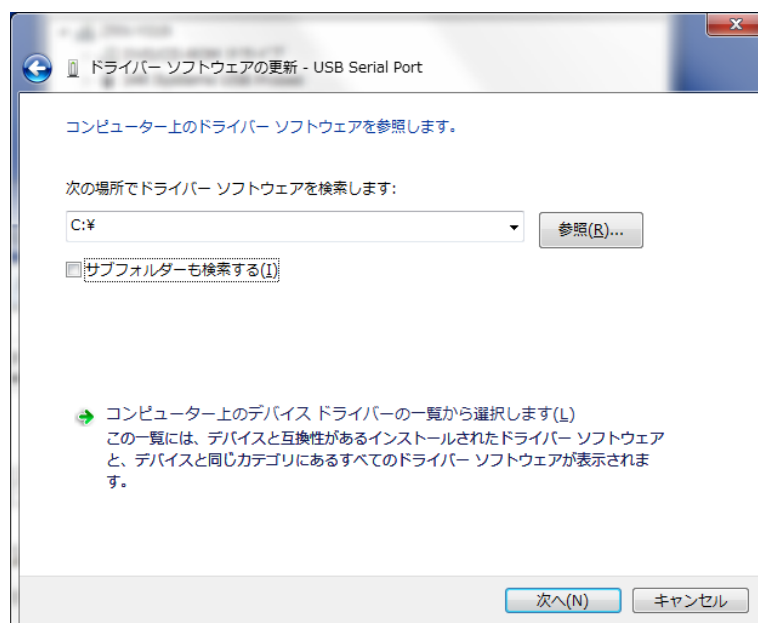 ドライバー ソフトウェアの更新 - USB Serial Port
コンピューター上のドライバー ソフトウェアを参照します。
次の場所でドライバー ソフトウェアを検索します:
C:¥
参照(R)...
サブフォルダーも検索する(I)
コンピューター上のデバイス ドライバーの一覧から選択します(L)
この一覧には、デバイスと互換性があるインストールされたドライバー ソフトウェア
と、デバイスと同じカテゴリにあるすべてのドライバー ソフトウェアが表示されま
す。
次へ(N)
キャンセル